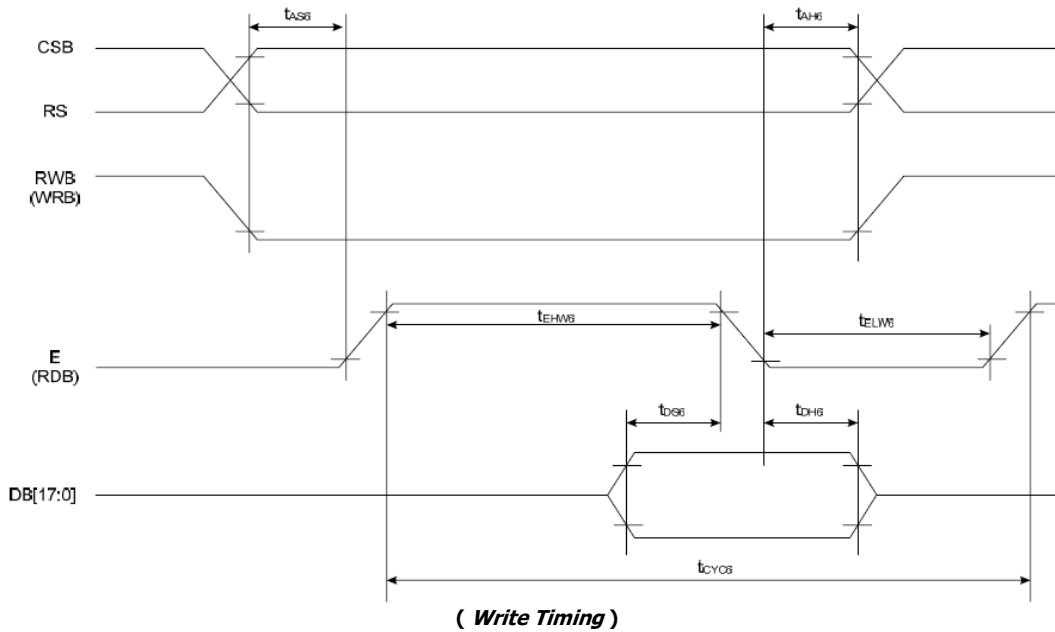 tAS6
tAH6
CSB
RS
RWB
(WRB)
tEHW6
tELW6
E
(RDB)
tDS6
tDH6
DB[17:0]
tCYC6
( Write Timing )